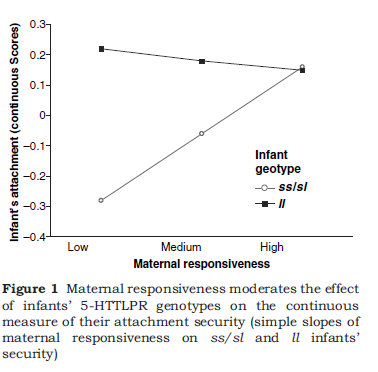 Infant's attachment (continuous Scores)
0.3
0.2
0.1
0
–0.1
–0.2
–0.3
–0.4
Infant
geotype
ss/sl
ll
Low Medium High
Maternal responsiveness
Figure 1 Maternal responsiveness moderates the effect
of infants' 5-HTTLPR genotypes on the continuous
measure of their attachment security (simple slopes of
maternal responsiveness on ss/sl and ll infants'
security)